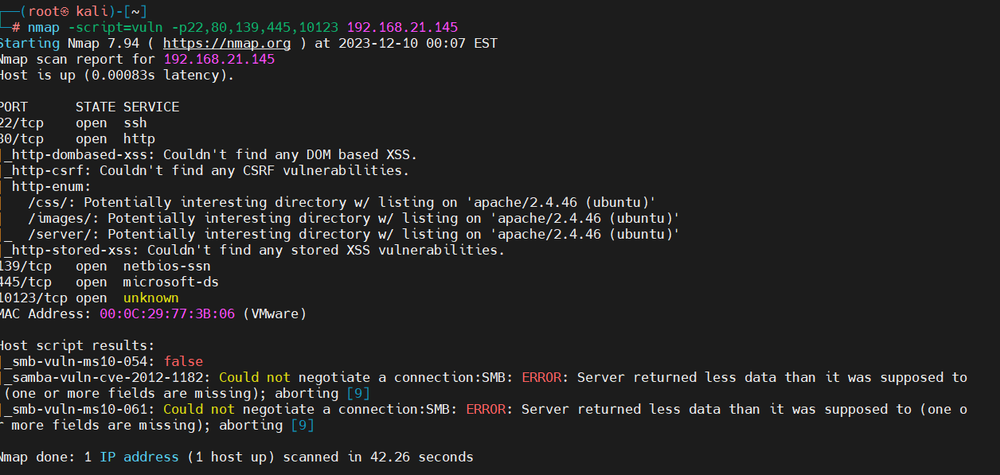 ──(root㉿ kali)-[~]
─# nmap -script=vuln -p22,80,139,445,10123 192.168.21.145
Starting Nmap 7.94 ( https://nmap.org ) at 2023-12-10 00:07 EST
Nmap scan report for 192.168.21.145
Host is up (0.00083s latency).
PORT STATE SERVICE
22/tcp open ssh
80/tcp open http
|_http-dombased-xss: Couldn't find any DOM based XSS.
|_http-csrf: Couldn't find any CSRF vulnerabilities.
| http-enum:
| /css/: Potentially interesting directory w/ listing on 'apache/2.4.46 (ubuntu)'
| /images/: Potentially interesting directory w/ listing on 'apache/2.4.46 (ubuntu)'
|_ /server/: Potentially interesting directory w/ listing on 'apache/2.4.46 (ubuntu)'
|_http-stored-xss: Couldn't find any stored XSS vulnerabilities.
139/tcp open netbios-ssn
445/tcp open microsoft-ds
10123/tcp open unknown
MAC Address: 00:0C:29:77:3B:06 (VMware)
Host script results:
|_smb-vuln-ms10-054: false
|_samba-vuln-cve-2012-1182: Could not negotiate a connection:SMB: ERROR: Server returned less data than it was supposed to
(one or more fields are missing); aborting [9]
|_smb-vuln-ms10-061: Could not negotiate a connection:SMB: ERROR: Server returned less data than it was supposed to (one o
r more fields are missing); aborting [9]
Nmap done: 1 IP address (1 host up) scanned in 42.26 seconds